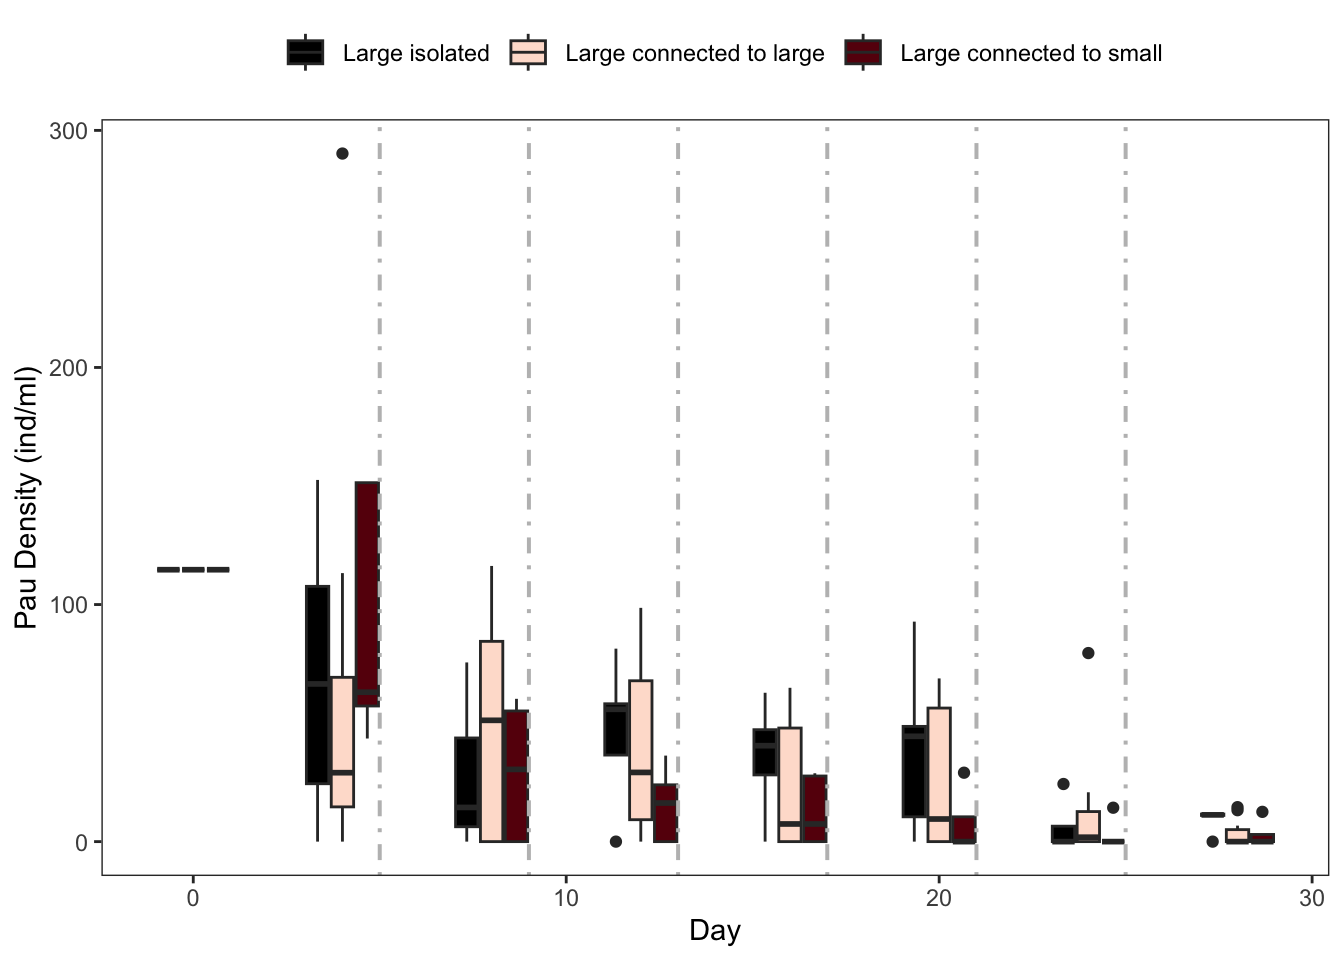 Large isolated Large connected to large Large connected to small
300
200
100
0
Pau Density (ind/ml)
0 10 20 30
Day